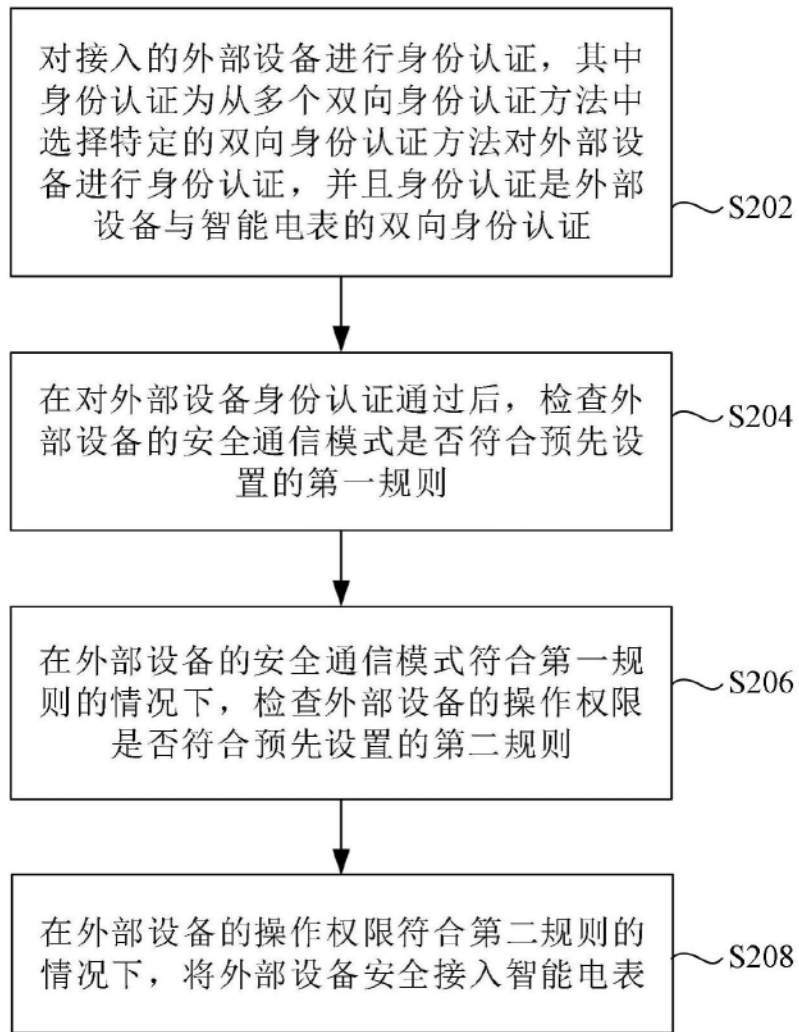 对接入的外部设备进行身份认证，其中
身份认证为从多个双向身份认证方法中
选择特定的双向身份认证方法对外部设
备进行身份认证，并且身份认证是外部
设备与智能电表的双向身份认证
S202
在对外部设备身份认证通过后，检查外
部设备的安全通信模式是否符合预先设
置的第一规则
S204
在外部设备的安全通信模式符合第一规
则的情况下，检查外部设备的操作权限
是否符合预先设置的第二规则
S206
在外部设备的操作权限符合第二规则的
情况下，将外部设备安全接入智能电表
S208